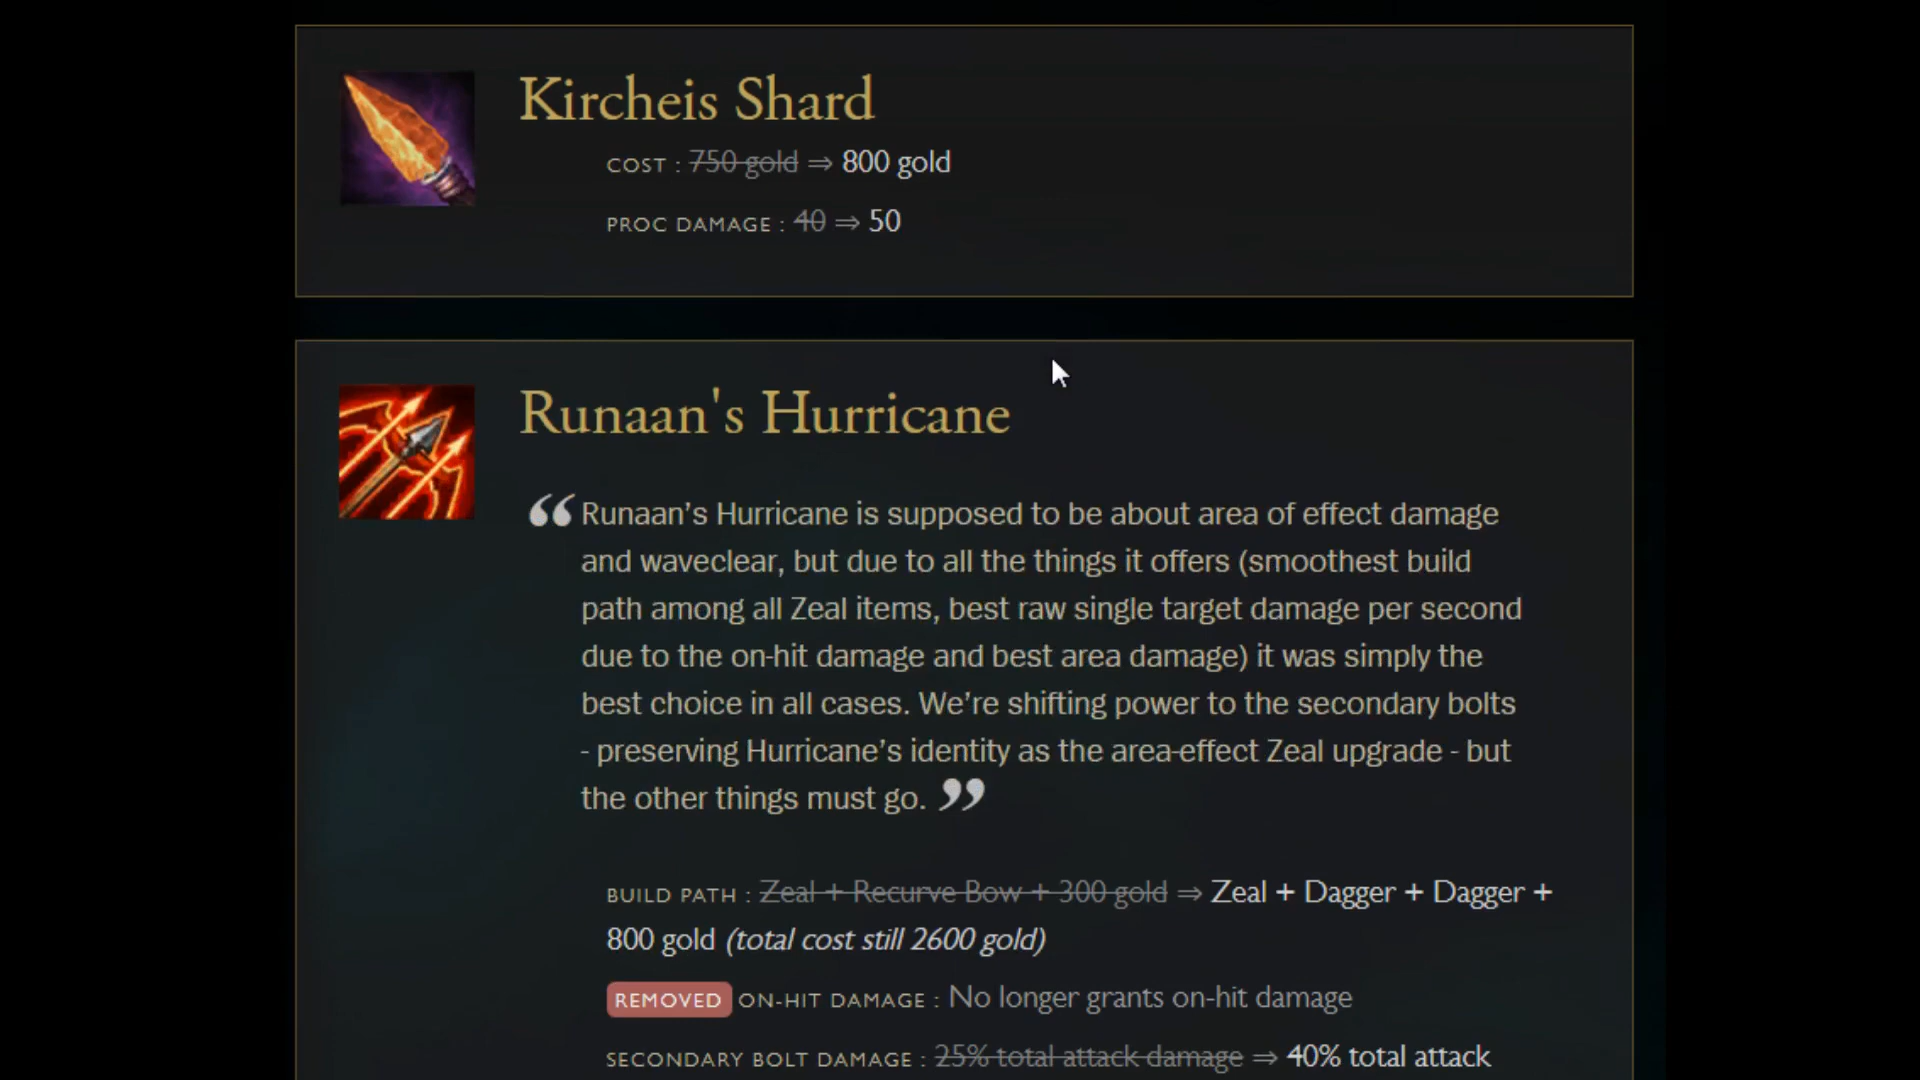 Kircheis Shard
COST : 750 gold ⇒ 800 gold
PROC DAMAGE : 40 ⇒ 50
Runaan's Hurricane
“Runaan’s Hurricane is supposed to be about area of effect damage
and waveclear, but due to all the things it offers (smoothest build
path among all Zeal items, best raw single target damage per second
due to the on-hit damage and best area damage) it was simply the
best choice in all cases. We’re shifting power to the secondary bolts
- preserving Hurricane’s identity as the area-effect Zeal upgrade - but
the other things must go. ”
BUILD PATH : Zeal + Recurve Bow + 300 gold ⇒ Zeal + Dagger + Dagger +
800 gold (total cost still 2600 gold)
REMOVED ON-HIT DAMAGE : No longer grants on-hit damage
SECONDARY BOLT DAMAGE : 25% total attack damage ⇒ 40% total attack